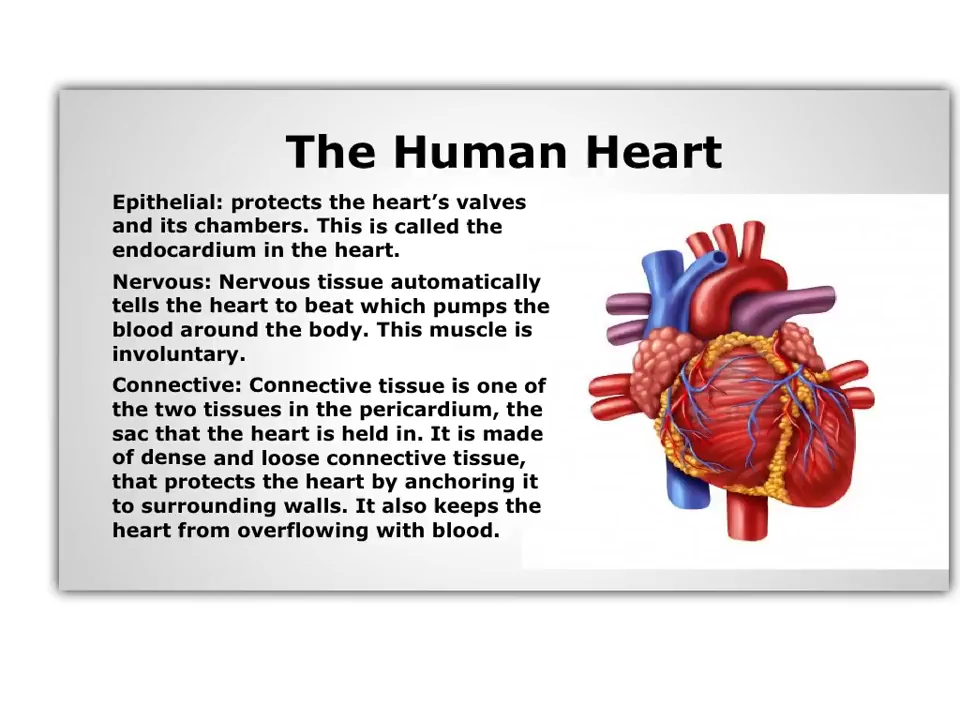 The Human Heart
Epithelial: protects the heart’s valves
and its chambers. This is called the
endocardium in the heart.
Nervous: Nervous tissue automatically
tells the heart to beat which pumps the
blood around the body. This muscle is
involuntary.
Connective: Connective tissue is one of
the two tissues in the pericardium, the
sac that the heart is held in. It is made
of dense and loose connective tissue,
that protects the heart by anchoring it
to surrounding walls. It also keeps the
heart from overflowing with blood.